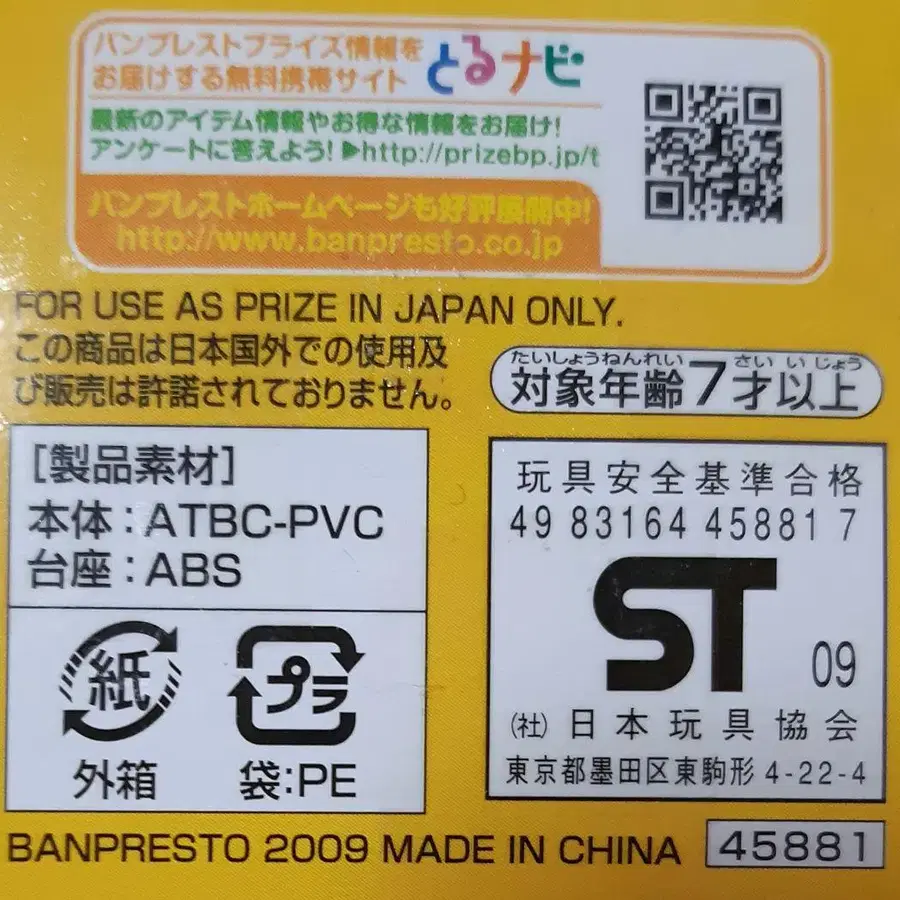 バンプレストプライズ情報を
お届けする無料携帯サイト とるナビ
最新のアイテム情報やお得な情報をお届け!
アンケートに答えよう!▶http://prizebp.jp/t
バンプレストホームページも好評展開中!
http://www.banpresto.co.jp
FOR USE AS PRIZE IN JAPAN ONLY.
この商品は日本国外での使用及
び販売は許諾されておりません。
たいしょうねんれい さい いじょう
対象年齢7才以上
[製品素材]
本体:ATBC-PVC
台座:ABS
紙
外箱
プラ
袋:PE
玩具安全基準合格
49 83164 45881 7
ST 09
(社)日本玩具協会
東京都墨田区東駒形4-22-4
BANPRESTO 2009 MADE IN CHINA 45881